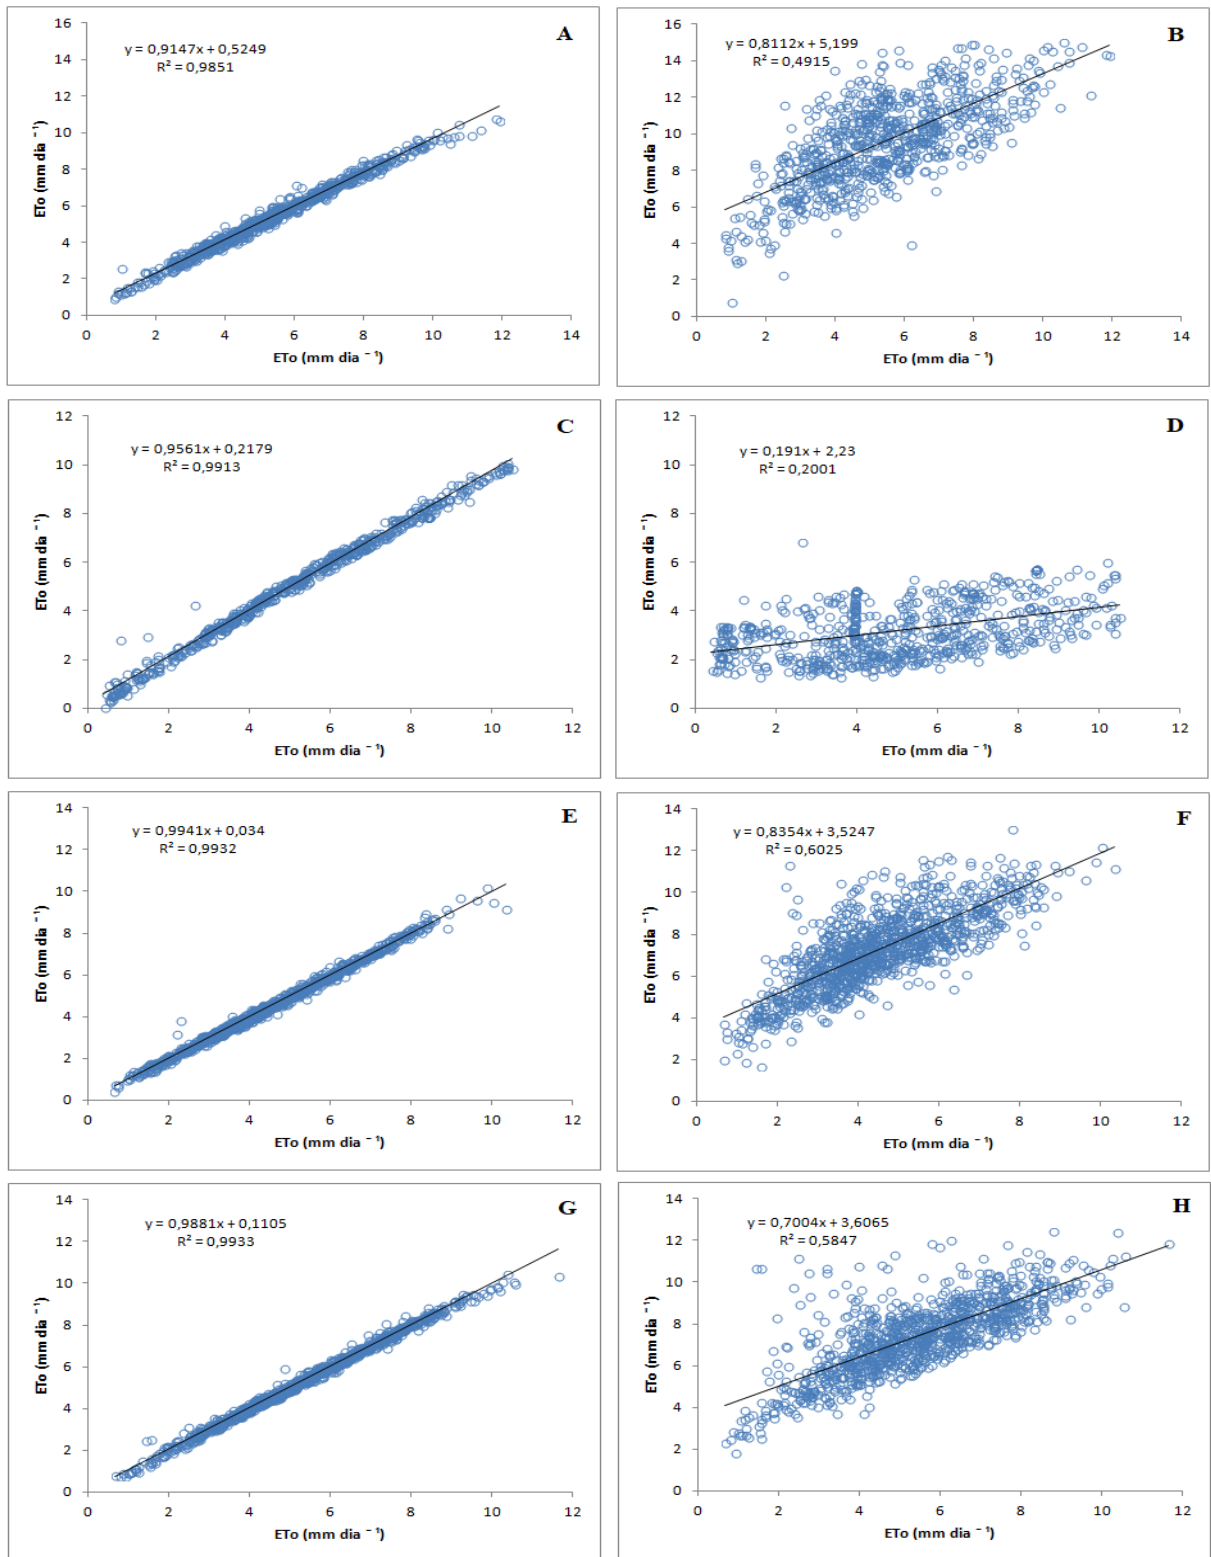 A
y = 0,9147x + 0,5249
R² = 0,9851
16
14
12
10
8
6
4
2
0
ETo (mm dia ⁻¹)
0 2 4 6 8 10 12 14
ETo (mm dia ⁻¹)
B
y = 0,8112x + 5,199
R² = 0,4915
16
14
12
10
8
6
4
2
0
ETo (mm dia ⁻¹)
0 2 4 6 8 10 12 14
ETo (mm dia ⁻¹)
C
y = 0,9561x + 0,2179
R² = 0,9913
12
10
8
6
4
2
0
ETo (mm dia ⁻¹)
0 2 4 6 8 10 12
ETo (mm dia ⁻¹)
D
y = 0,191x + 2,23
R² = 0,2001
12
10
8
6
4
2
0
ETo (mm dia ⁻¹)
0 2 4 6 8 10 12
ETo (mm dia ⁻¹)
E
y = 0,9941x + 0,034
R² = 0,9932
14
12
10
8
6
4
2
0
ETo (mm dia ⁻¹)
0 2 4 6 8 10 12
ETo (mm dia ⁻¹)
F
y = 0,8354x + 3,5247
R² = 0,6025
14
12
10
8
6
4
2
0
ETo (mm dia ⁻¹)
0 2 4 6 8 10 12
ETo (mm dia ⁻¹)
G
y = 0,9881x + 0,1105
R² = 0,9933
14
12
10
8
6
4
2
0
ETo (mm dia ⁻¹)
0 2 4 6 8 10 12
ETo (mm dia ⁻¹)
H
y = 0,7004x + 3,6065
R² = 0,5847
14
12
10
8
6
4
2
0
ETo (mm dia ⁻¹)
0 2 4 6 8 10 12
ETo (mm dia ⁻¹)